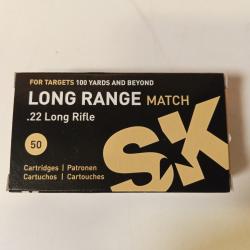 FOR TARGETS 100 YARDS AND BEYOND
LONG RANGE MATCH
.22 Long Rifle
50
SK
Cartridges | Patronen
Cartuchos | Cartouches